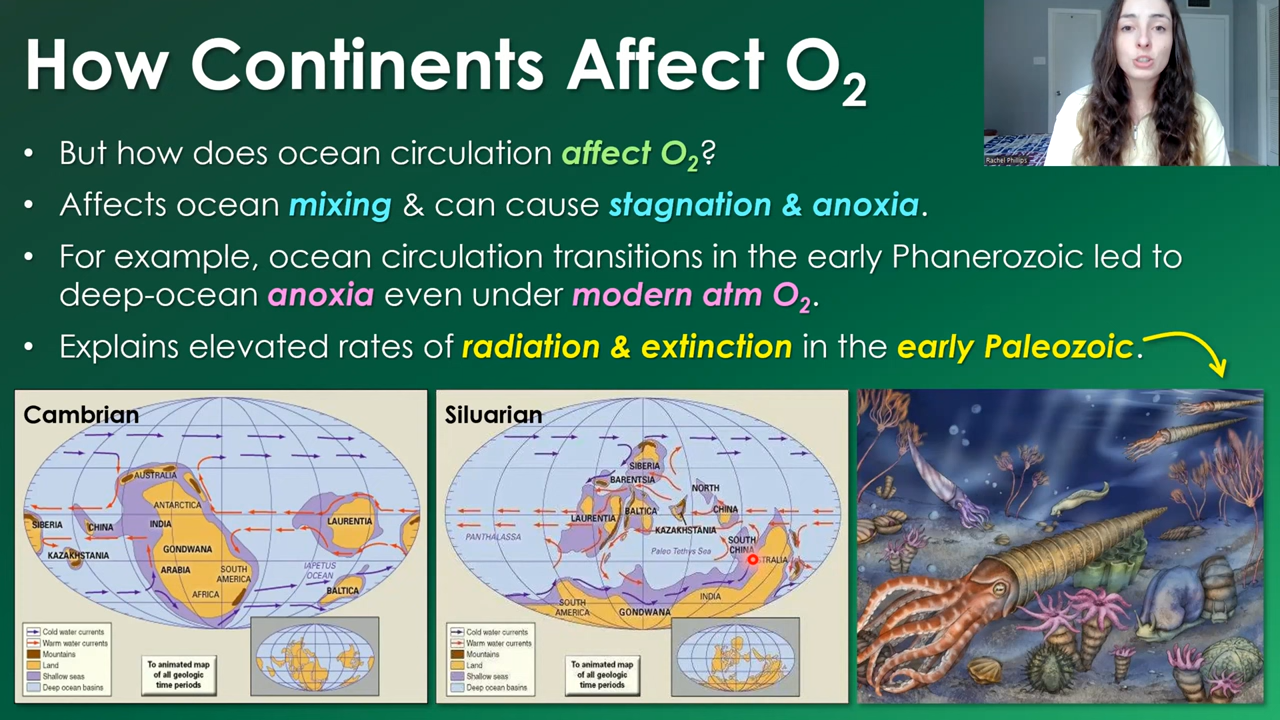 How Continents Affect O₂
Rachel Phillips
• But how does ocean circulation affect O₂?
• Affects ocean mixing & can cause stagnation & anoxia.
• For example, ocean circulation transitions in the early Phanerozoic led to
deep-ocean anoxia even under modern atm O₂.
• Explains elevated rates of radiation & extinction in the early Paleozoic.
Cambrian
AUSTRALIA
ANTARCTICA
SIBERIA
CHINA
INDIA
LAURENTIA
KAZAKHSTANIA
GONDWANA
ARABIA
SOUTH
AMERICA
IAPETUS
OCEAN
AFRICA
BALTICA
Cold water currents
Warm water currents
Mountains
Land
Shallow seas
Deep ocean basins
To animated map
of all geologic
time periods
Siluarian
SIBERIA
BARENTSIA
NORTH
CHINA
LAURENTIA
BALTICA
KAZAKHSTANIA
PANTHALASSA
SOUTH
CHINA
Paleo Tethys Sea
TRALIA
INDIA
SOUTH
AMERICA
GONDWANA
Cold water currents
Warm water currents
Mountains
Land
Shallow seas
Deep ocean basins
To animated map
of all geologic
time periods